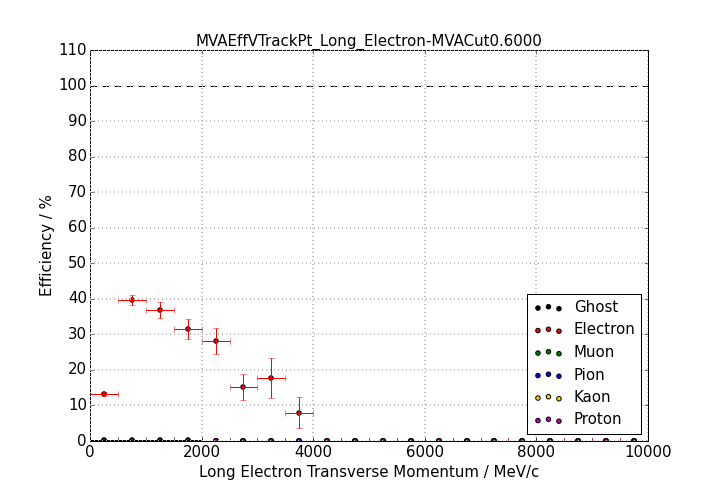 MVAEffVTrackPt_Long_Electron-MVACut0.6000
110
100
90
80
70
60
50
40
30
20
10
0
Efficiency / %
Ghost
Electron
Muon
Pion
Kaon
Proton
0 2000 4000 6000 8000 10000
Long Electron Transverse Momentum / MeV/c